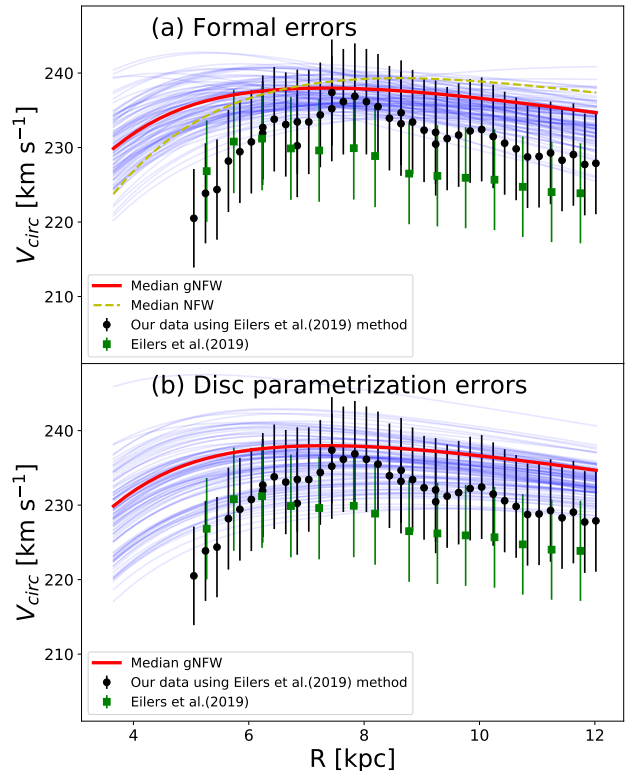 (a) Formal errors
240
230
220
210
V_circ [km s⁻¹]
Median gNFW
Median NFW
Our data using Eilers et al.(2019) method
Eilers et al.(2019)
(b) Disc parametrization errors
240
230
220
210
V_circ [km s⁻¹]
Median gNFW
Our data using Eilers et al.(2019) method
Eilers et al.(2019)
4 6 8 10 12
R [kpc]